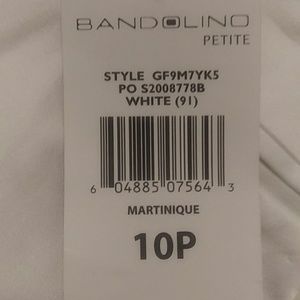 BANDOLINO
PETITE
STYLE GF9M7YK5
PO S2008778B
WHITE (91)
6 04885 07564 3
MARTINIQUE
10P